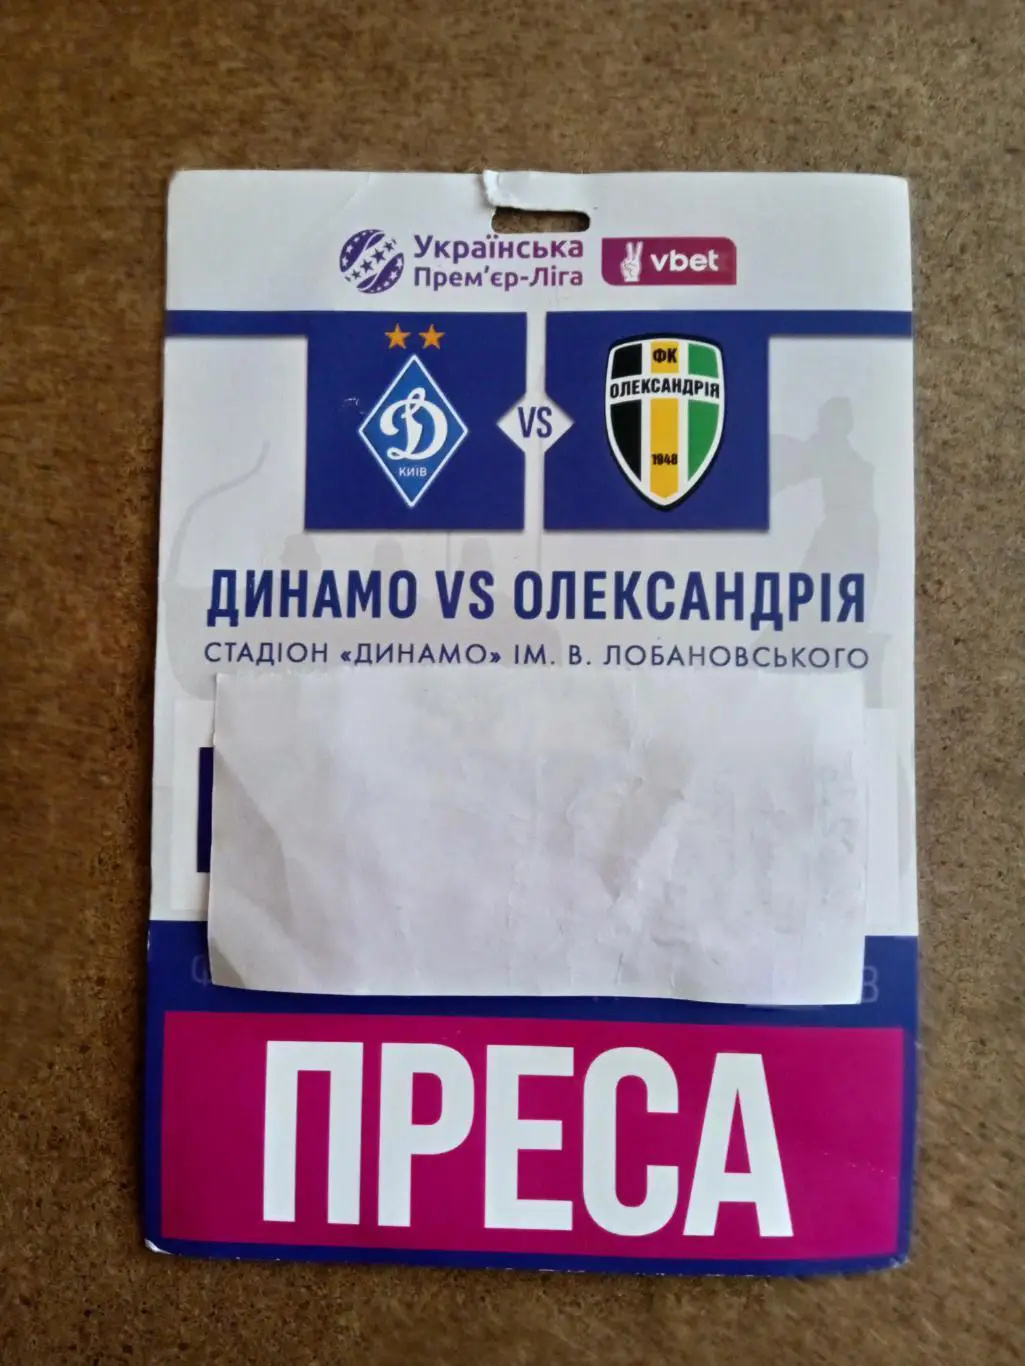 Українська
Прем'єр-Ліга
vbet
КИЇВ
VS
ФК
ОЛЕКСАНДРІЯ
1948
ДИНАМО VS ОЛЕКСАНДРІЯ
СТАДІОН «ДИНАМО» ІМ. В. ЛОБАНОВСЬКОГО
ПРЕСА